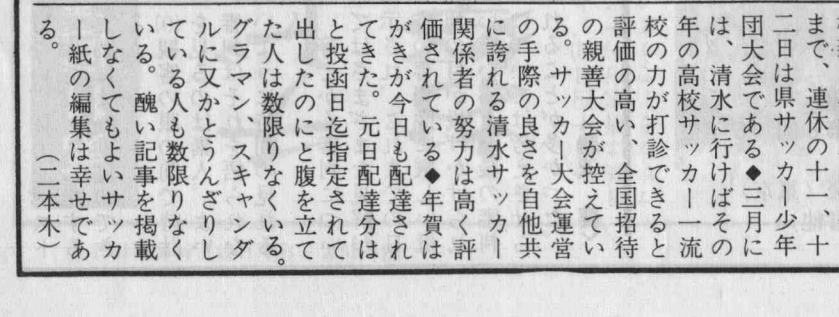 まで、連休の十一、十
二日は県サッカー少年
団大会である◆三月に
は、清水に行けばその
年の高校サッカー一流
校の力が打診できると
評価の高い、全国招待
の親善大会が控えてい
る。サッカー大会運営
の手際の良さを自他共
に誇れる清水サッカー
関係者の努力は高く評
価されている◆年賀は
がきが今日も配達され
てきた。元日配達分は
と投函日迄指定されて
出したのにと腹を立て
た人は数限りなくいる。
グラマン、スキャンダ
ルに又かとうんざりし
ている人も数限りなく
いる。醜い記事を掲載
しなくてもよいサッカ
ー紙の編集は幸せであ
る。　　　（二本木）